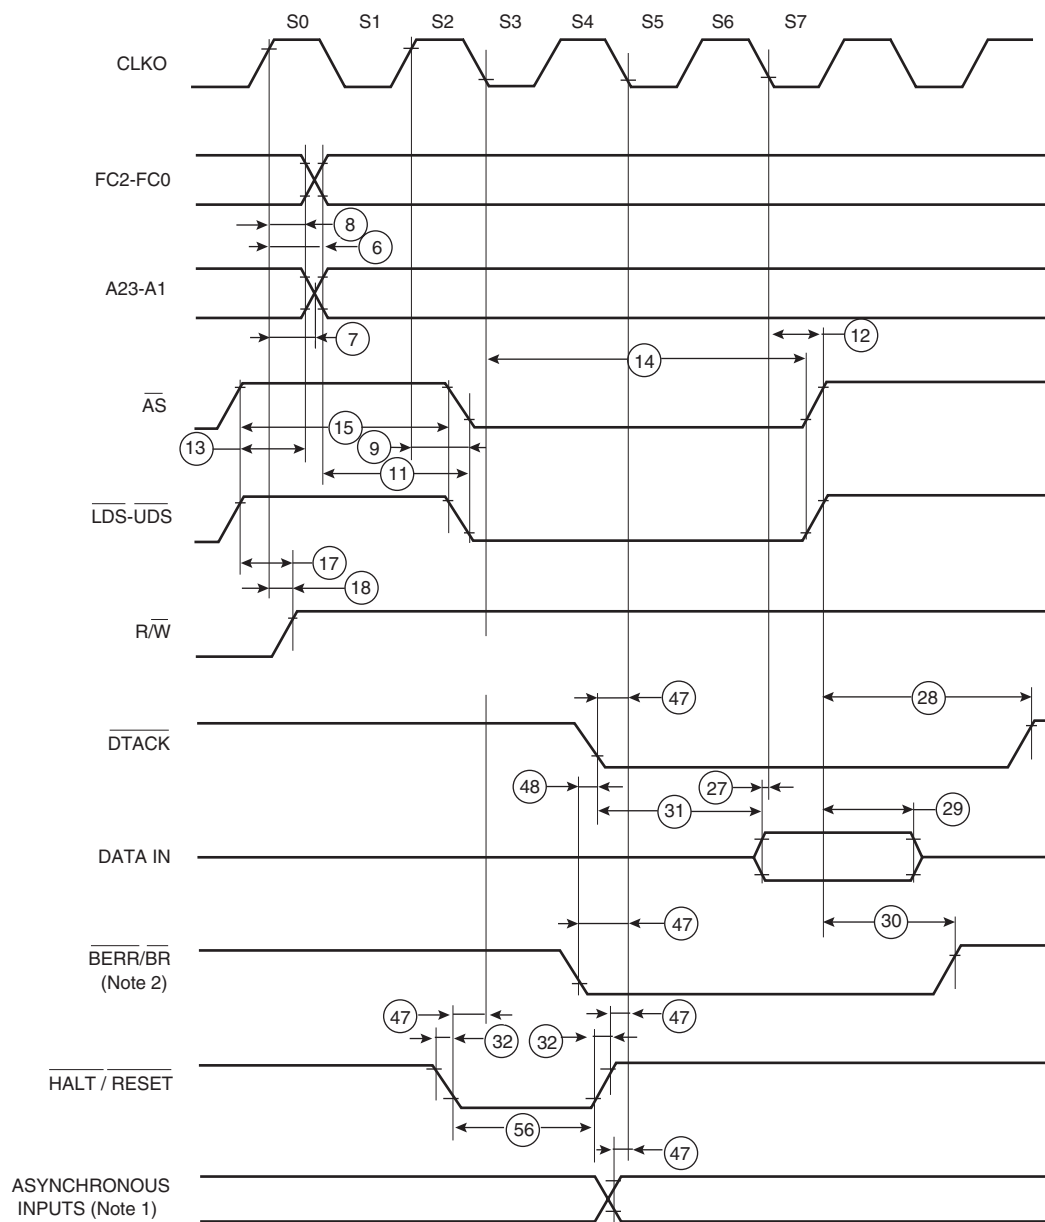 S0 S1 S2 S3 S4 S5 S6 S7
CLKO
FC2-FC0
8
6
A23-A1
7
12
14
AS
15
13
9
11
LDS-UDS
17
18
R/W
47
28
DTACK
48
27
31
29
DATA IN
47
30
BERR/BR
(Note 2)
47
47
32
32
HALT / RESET
56
47
ASYNCHRONOUS
INPUTS (Note 1)